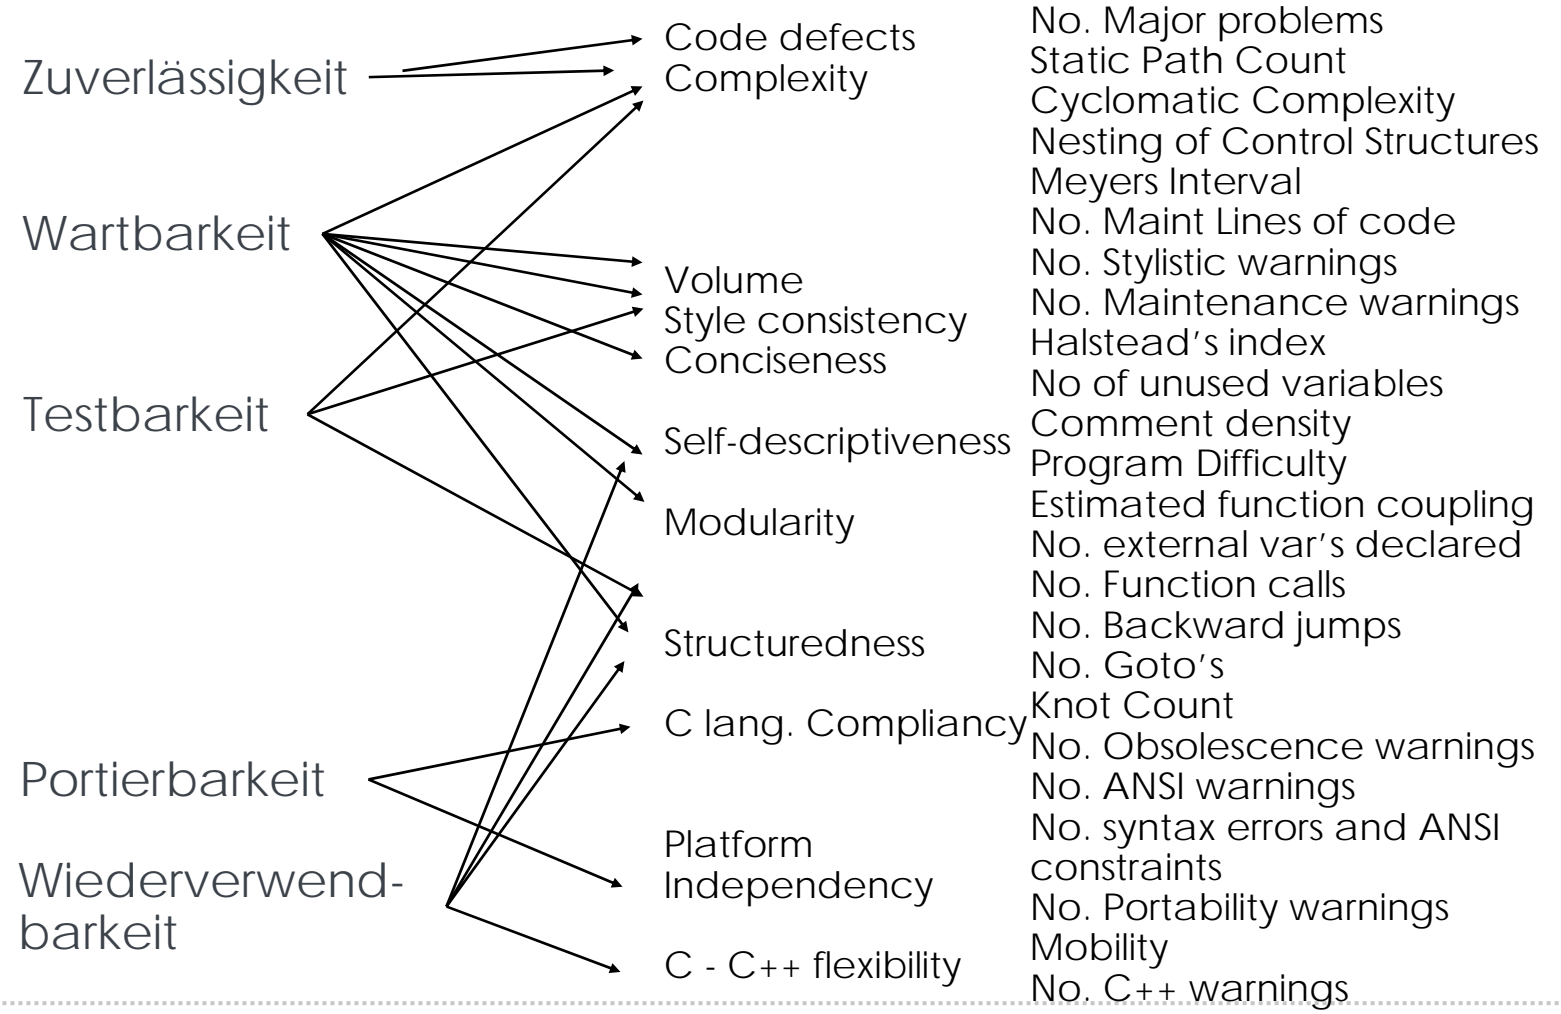 Zuverlässigkeit
Wartbarkeit
Testbarkeit
Portierbarkeit
Wiederverwend-
barkeit
Code defects
Complexity
Volume
Style consistency
Conciseness
Self-descriptiveness
Modularity
Structuredness
C lang. Compliancy
Platform
Independency
C - C++ flexibility
No. Major problems
Static Path Count
Cyclomatic Complexity
Nesting of Control Structures
Meyers Interval
No. Maint Lines of code
No. Stylistic warnings
No. Maintenance warnings
Halstead’s index
No of unused variables
Comment density
Program Difficulty
Estimated function coupling
No. external var’s declared
No. Function calls
No. Backward jumps
No. Goto’s
Knot Count
No. Obsolescence warnings
No. ANSI warnings
No. syntax errors and ANSI
constraints
No. Portability warnings
Mobility
No. C++ warnings